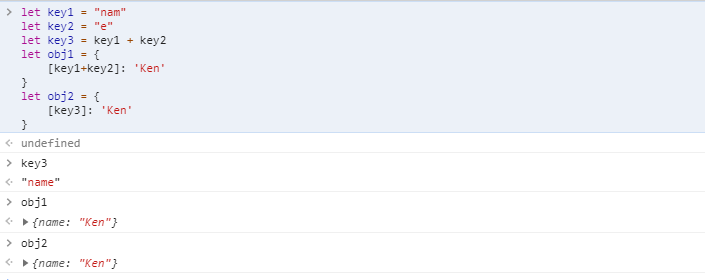 let key1 = "nam"
let key2 = "e"
let key3 = key1 + key2
let obj1 = {
    [key1+key2]: 'Ken'
}
let obj2 = {
    [key3]: 'Ken'
}
undefined
key3
"name"
obj1
{name: "Ken"}
obj2
{name: "Ken"}